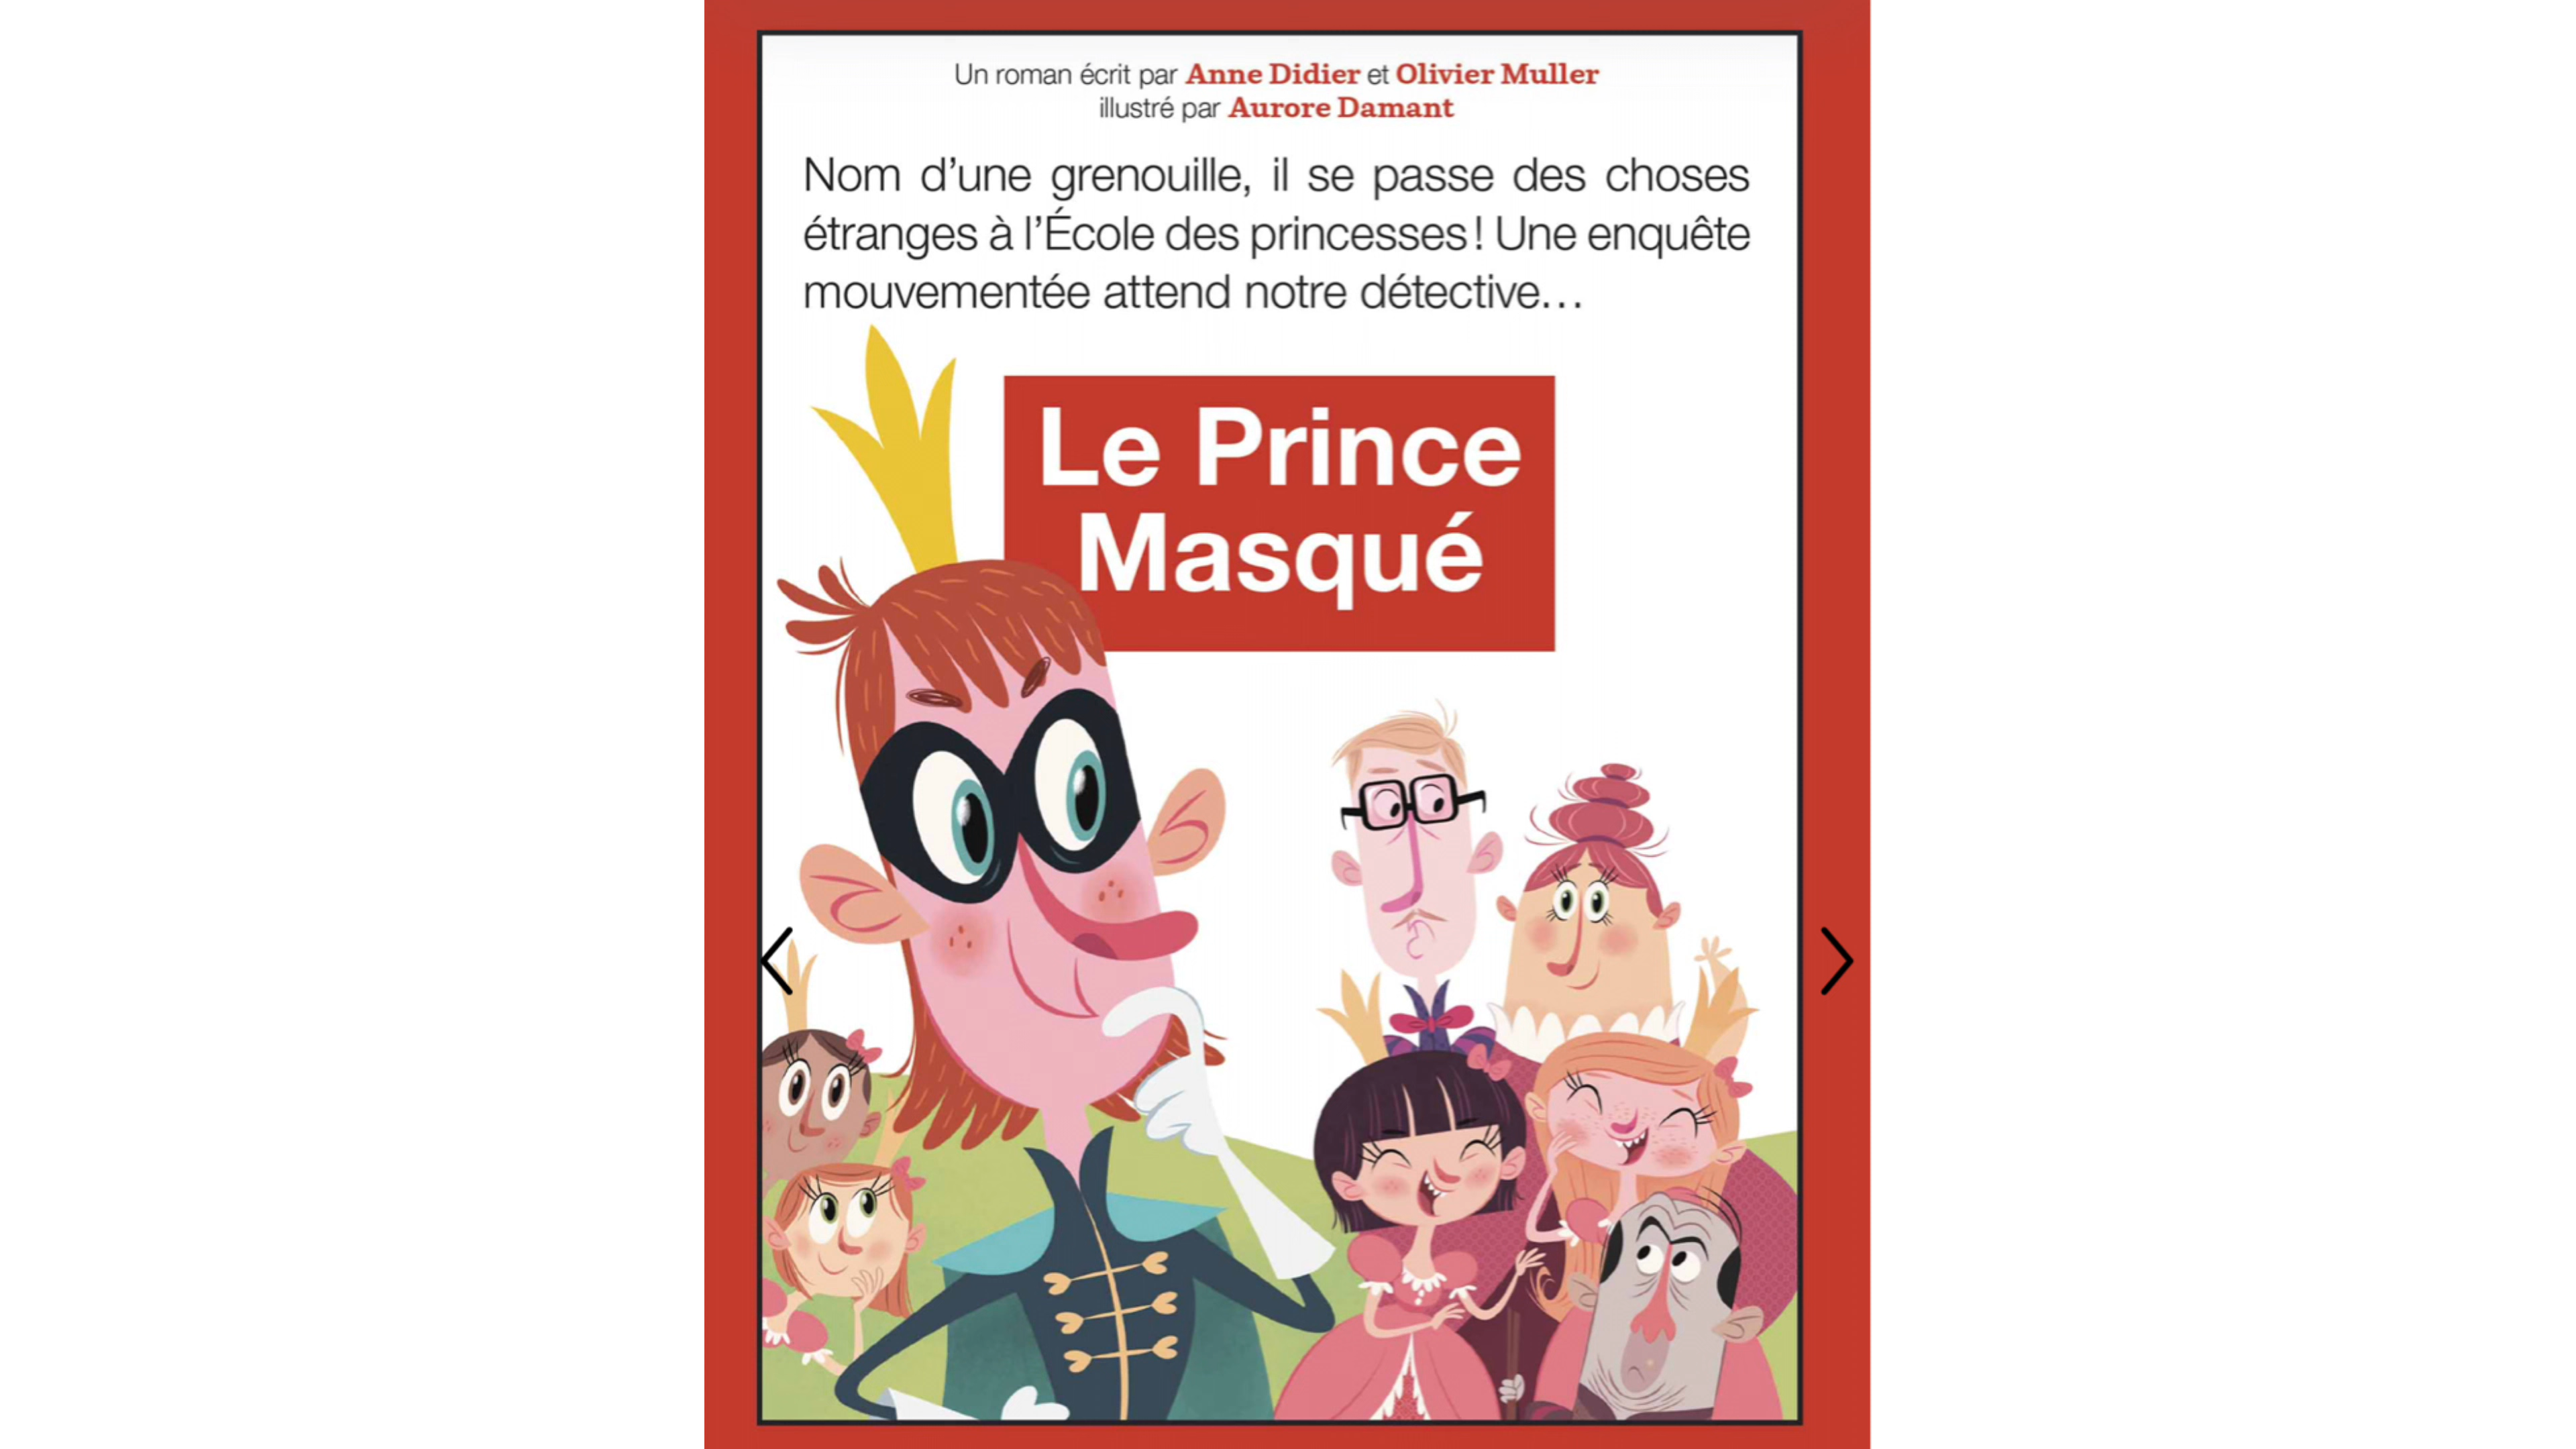 Un roman écrit par Anne Didier et Olivier Muller
illustré par Aurore Damant
Nom d’une grenouille, il se passe des choses
étranges à l’École des princesses ! Une enquête
mouvementée attend notre détective…
Le Prince
Masqué